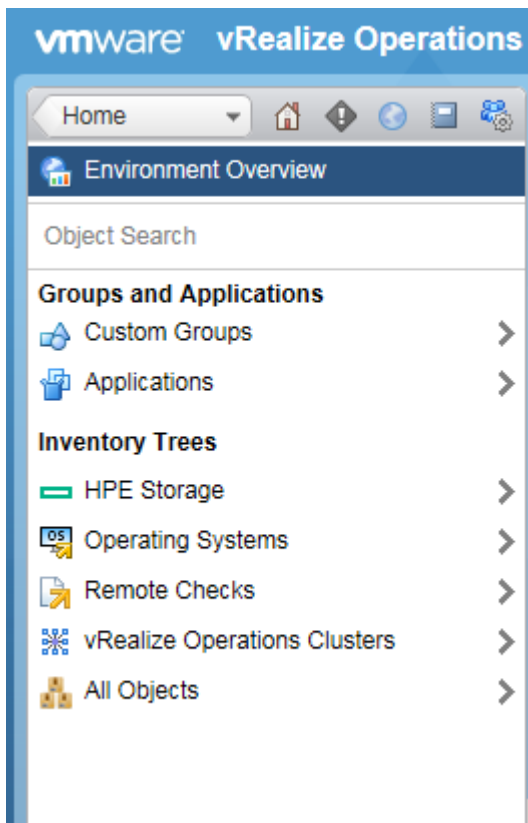 vmware vRealize Operations
Home
Environment Overview
Object Search
Groups and Applications
Custom Groups
Applications
Inventory Trees
HPE Storage
OS
Operating Systems
Remote Checks
vRealize Operations Clusters
All Objects